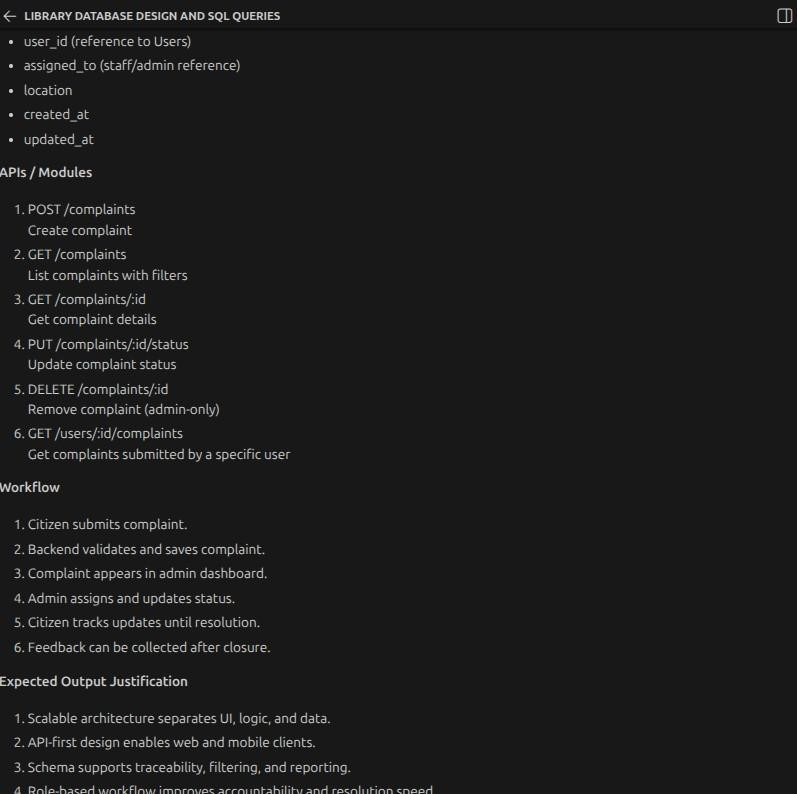 LIBRARY DATABASE DESIGN AND SQL QUERIES
• user_id (reference to Users)
• assigned_to (staff/admin reference)
• location
• created_at
• updated_at
APIs / Modules
1. POST /complaints
Create complaint
2. GET /complaints
List complaints with filters
3. GET /complaints/:id
Get complaint details
4. PUT /complaints/:id/status
Update complaint status
5. DELETE /complaints/:id
Remove complaint (admin-only)
6. GET /users/:id/complaints
Get complaints submitted by a specific user
Workflow
1. Citizen submits complaint.
2. Backend validates and saves complaint.
3. Complaint appears in admin dashboard.
4. Admin assigns and updates status.
5. Citizen tracks updates until resolution.
6. Feedback can be collected after closure.
Expected Output Justification
1. Scalable architecture separates UI, logic, and data.
2. API-first design enables web and mobile clients.
3. Schema supports traceability, filtering, and reporting.
4. Role-based workflow improves accountability and resolution speed